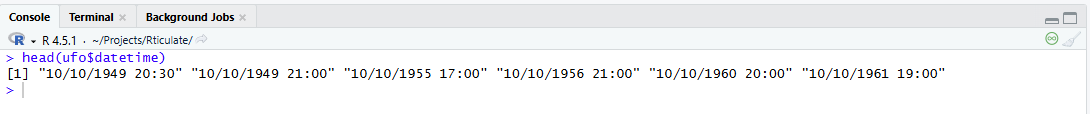 Console Terminal Background Jobs
R 4.5.1 · ~/Projects/Rticulate/
> head(ufo$datetime)
[1] "10/10/1949 20:30" "10/10/1949 21:00" "10/10/1955 17:00" "10/10/1956 21:00" "10/10/1960 20:00" "10/10/1961 19:00"
>